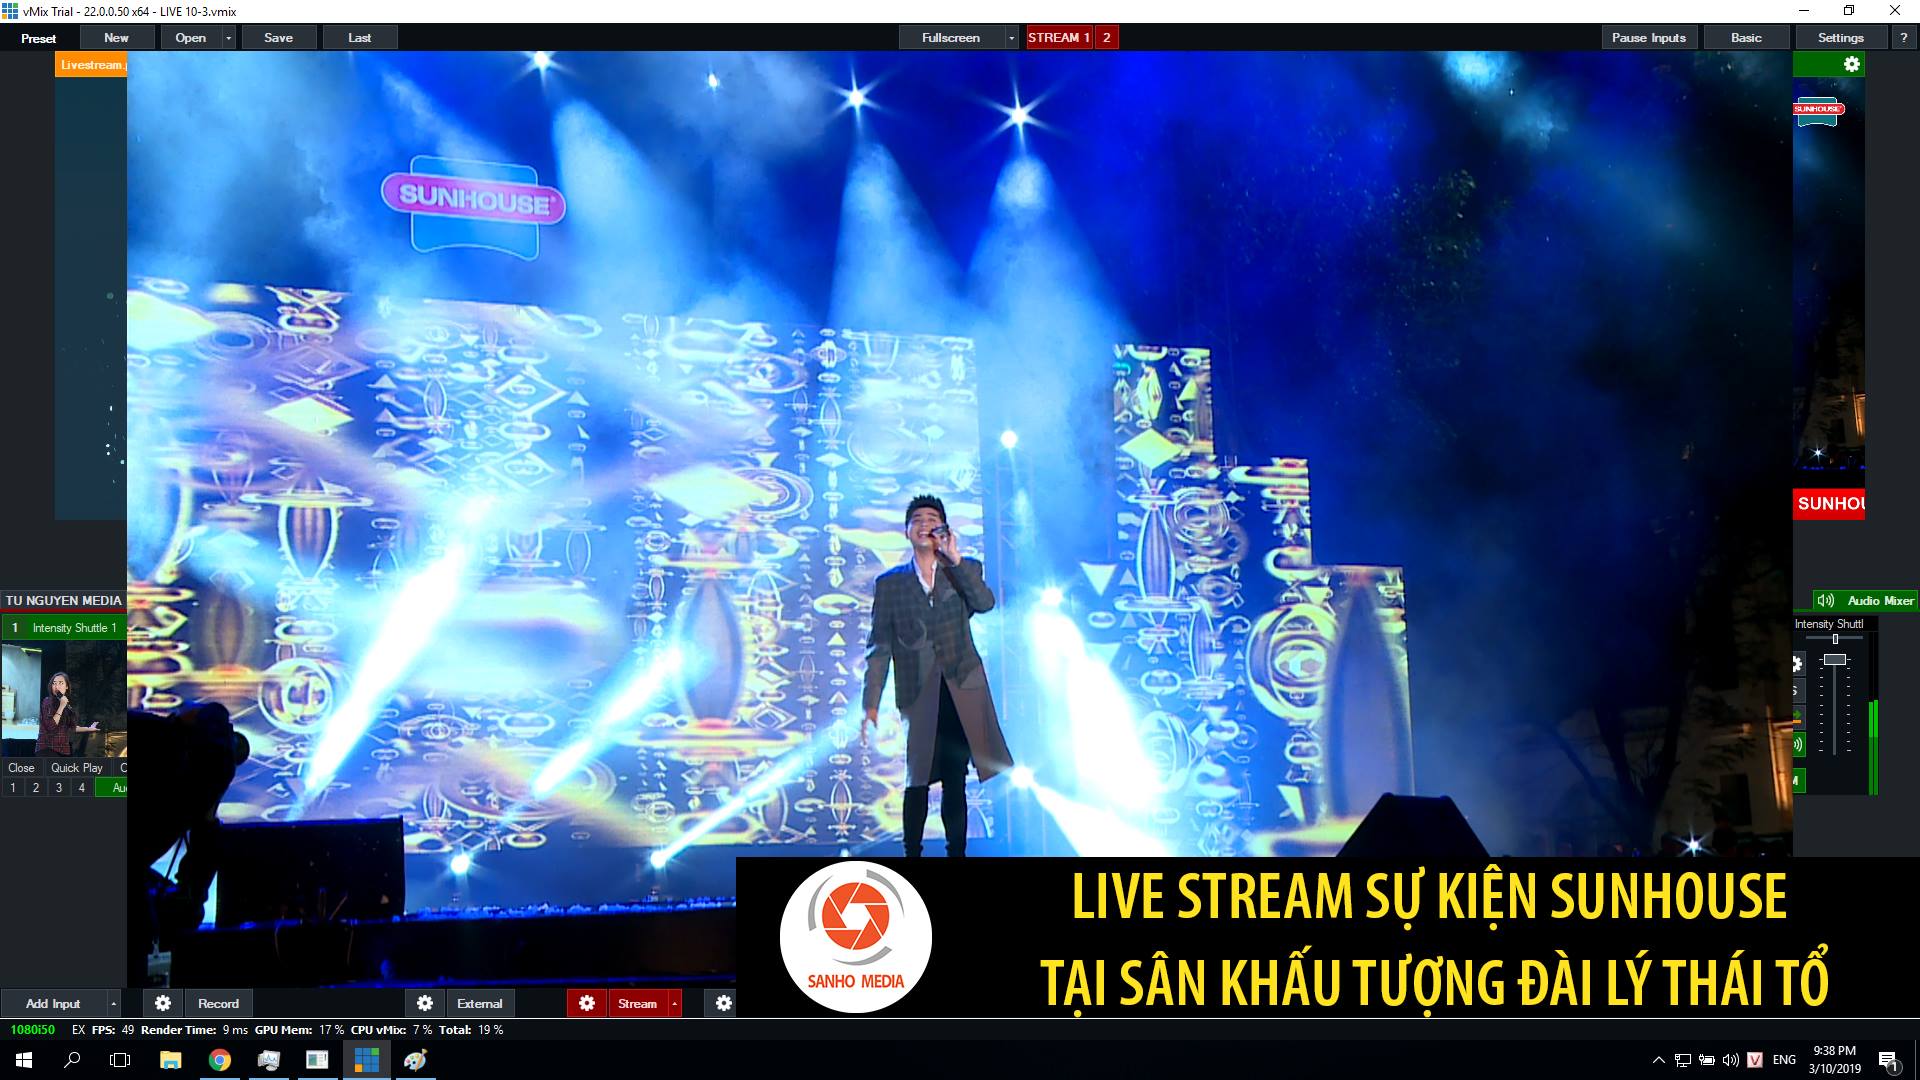 vMix Trial - 22.0.0.50 x64 - LIVE 10-3.vmix
Preset New Open Save Last Fullscreen STREAM 1 2 Pause Inputs Basic Settings ?
Livestream.
SUNHOUSE
SUNHOUSE
SUNHOU
TU NGUYEN MEDIA
Audio Mixer
1 Intensity Shuttle 1
Intensity Shuttl
S
M
Close Quick Play C
1 2 3 4 Au
LIVE STREAM SỰ KIỆN SUNHOUSE
TẠI SÂN KHẤU TƯỢNG ĐÀI LÝ THÁI TỔ
SANHO MEDIA
Add Input Record External Stream
1080i50 EX FPS: 49 Render Time: 9 ms GPU Mem: 17 % CPU vMix: 7 % Total: 19 %
V ENG 9:38 PM
3/10/2019 1